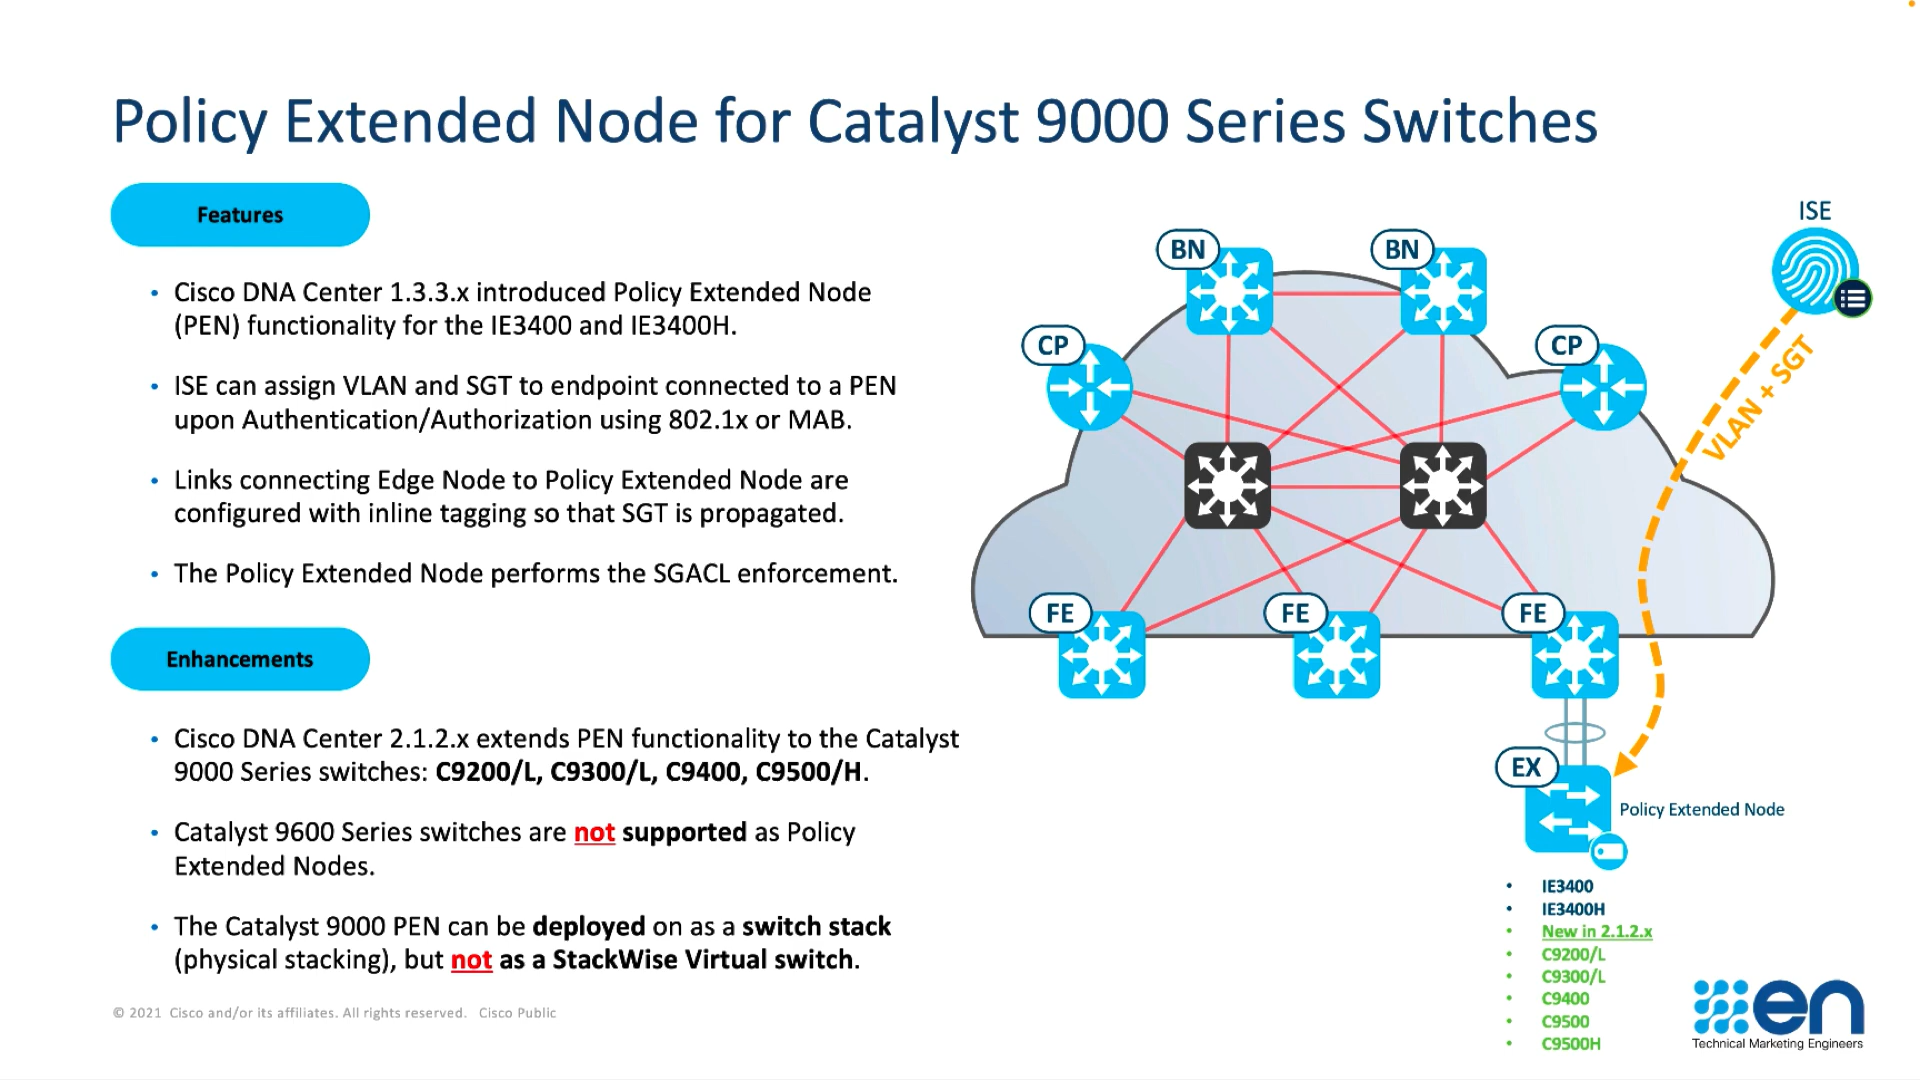 Policy Extended Node for Catalyst 9000 Series Switches
Features
• Cisco DNA Center 1.3.3.x introduced Policy Extended Node
(PEN) functionality for the IE3400 and IE3400H.
• ISE can assign VLAN and SGT to endpoint connected to a PEN
upon Authentication/Authorization using 802.1x or MAB.
• Links connecting Edge Node to Policy Extended Node are
configured with inline tagging so that SGT is propagated.
• The Policy Extended Node performs the SGACL enforcement.
Enhancements
• Cisco DNA Center 2.1.2.x extends PEN functionality to the Catalyst
9000 Series switches: C9200/L, C9300/L, C9400, C9500/H.
• Catalyst 9600 Series switches are not supported as Policy
Extended Nodes.
• The Catalyst 9000 PEN can be deployed on as a switch stack
(physical stacking), but not as a StackWise Virtual switch.
© 2021 Cisco and/or its affiliates. All rights reserved. Cisco Public
ISE
BN
BN
CP
CP
VLAN + SGT
FE
FE
FE
EX
Policy Extended Node
• IE3400
• IE3400H
• New in 2.1.2.x
• C9200/L
• C9300/L
• C9400
• C9500
• C9500H
en
Technical Marketing Engineers